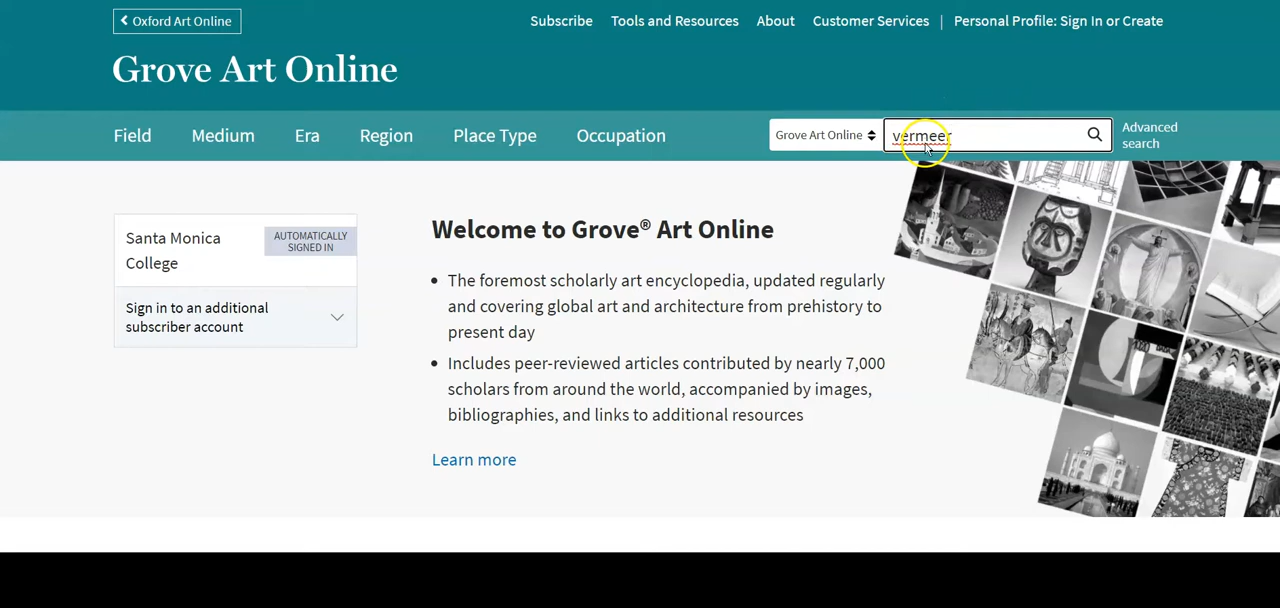 Oxford Art Online
Subscribe Tools and Resources About Customer Services | Personal Profile: Sign In or Create
Grove Art Online
Field Medium Era Region Place Type Occupation
Grove Art Online
vermeer
Advanced
search
Santa Monica
College
AUTOMATICALLY
SIGNED IN
Sign in to an additional
subscriber account
Welcome to Grove® Art Online
• The foremost scholarly art encyclopedia, updated regularly
and covering global art and architecture from prehistory to
present day
• Includes peer-reviewed articles contributed by nearly 7,000
scholars from around the world, accompanied by images,
bibliographies, and links to additional resources
Learn more